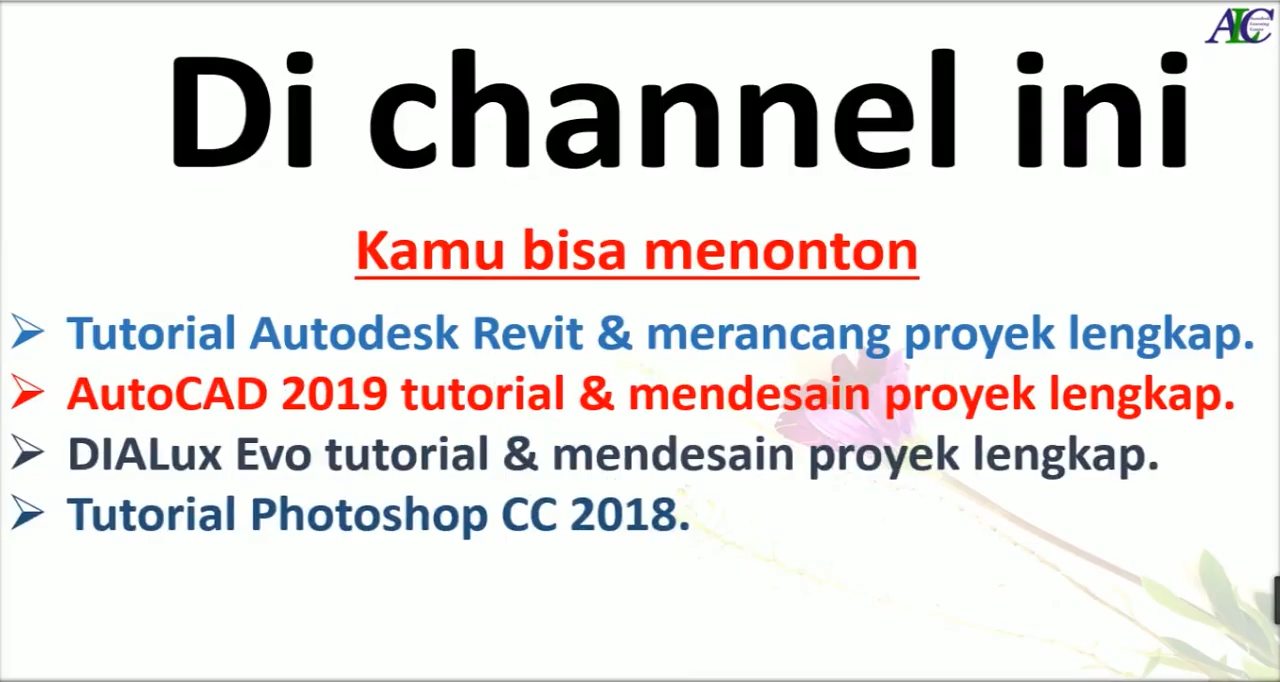 ALC
Di channel ini
Kamu bisa menonton
Tutorial Autodesk Revit & merancang proyek lengkap.
AutoCAD 2019 tutorial & mendesain proyek lengkap.
DIALux Evo tutorial & mendesain proyek lengkap.
Tutorial Photoshop CC 2018.